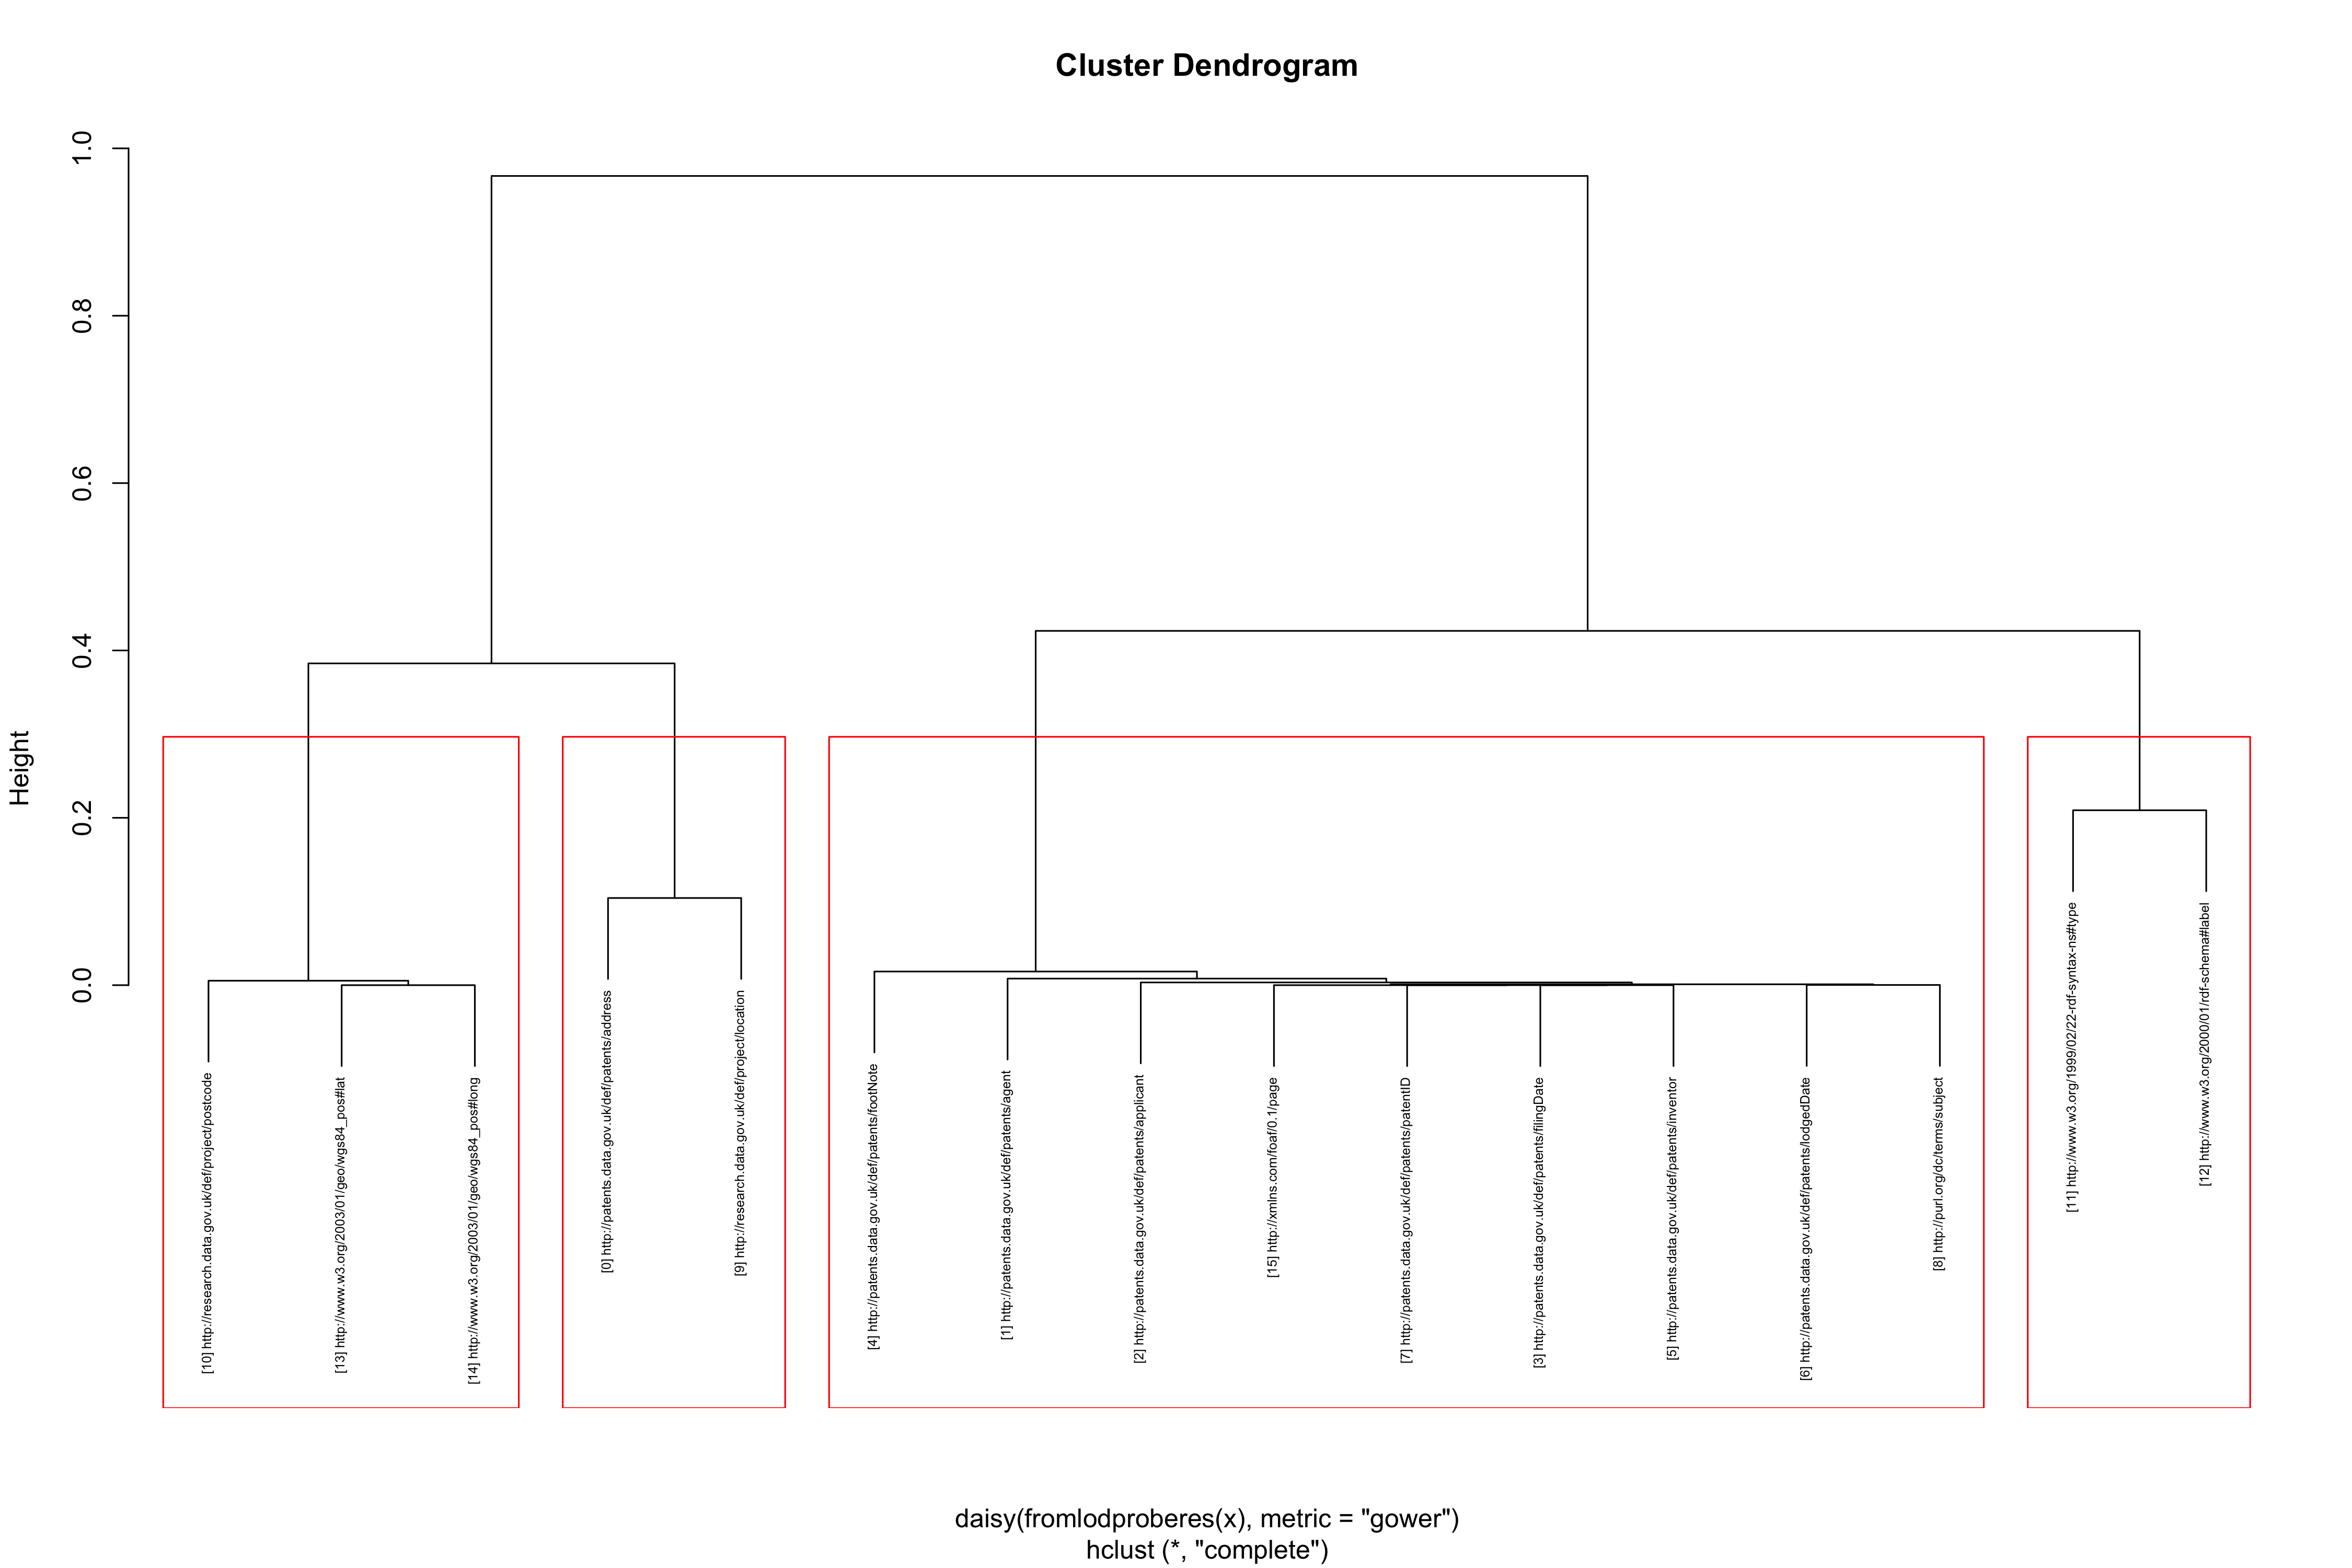 Cluster Dendrogram
Height
1.0
0.8
0.6
0.4
0.2
0.0
[10] http://research.data.gov.uk/def/project/postcode
[13] http://www.w3.org/2003/01/geo/wgs84_pos#lat
[14] http://www.w3.org/2003/01/geo/wgs84_pos#long
[0] http://patents.data.gov.uk/def/patents/address
[9] http://research.data.gov.uk/def/project/location
[4] http://patents.data.gov.uk/def/patents/footNote
[1] http://patents.data.gov.uk/def/patents/agent
[2] http://patents.data.gov.uk/def/patents/applicant
[15] http://xmlns.com/foaf/0.1/page
[7] http://patents.data.gov.uk/def/patents/patentID
[3] http://patents.data.gov.uk/def/patents/filingDate
[5] http://patents.data.gov.uk/def/patents/inventor
[6] http://patents.data.gov.uk/def/patents/lodgedDate
[8] http://purl.org/dc/terms/subject
[11] http://www.w3.org/1999/02/22-rdf-syntax-ns#type
[12] http://www.w3.org/2000/01/rdf-schema#label
daisy(fromlodproberes(x), metric = "gower")
hclust (*, "complete")